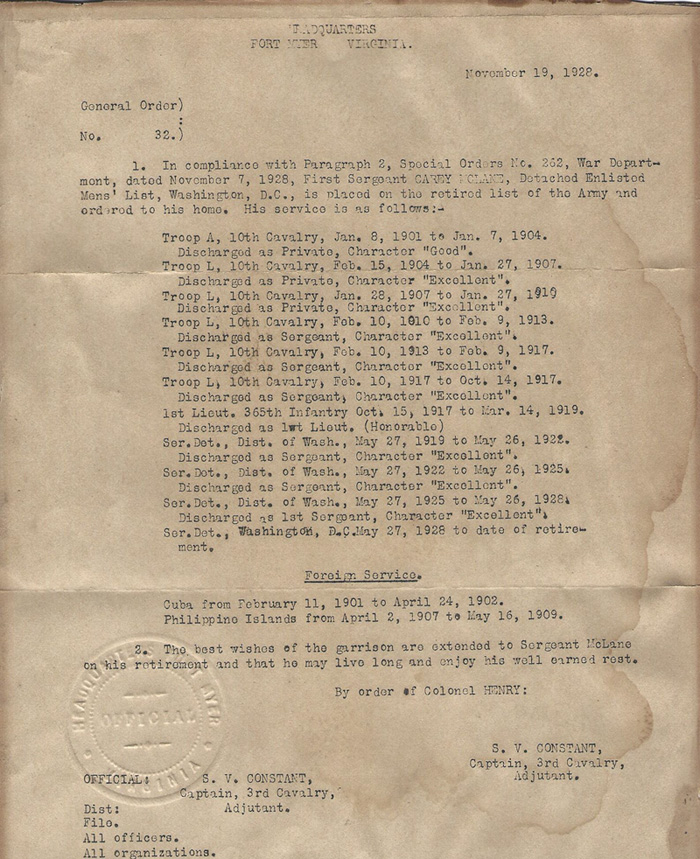 HEADQUARTERS
FORT MYER VIRGINIA.
November 19, 1928.
General Order)
:
No. 32.)
1. In compliance with Paragraph 2, Special Orders No. 262, War Depart-
ment, dated November 7, 1928, First Sergeant CAREY MCLANE, Detached Enlisted
Mens' List, Washington, D.C., is placed on the retired list of the Army and
ordered to his home. His service is as follows:-
Troop A, 10th Cavalry, Jan. 8, 1901 to Jan. 7, 1904.
Discharged as Private, Character "Good".
Troop L, 10th Cavalry, Feb. 15, 1904 to Jan. 27, 1907.
Discharged as Private, Character "Excellent".
Troop L, 10th Cavalry, Jan. 28, 1907 to Jan. 27, 1910
Discharged as Private, Character "Excellent".
Troop L, 10th Cavalry, Feb. 10, 1910 to Feb. 9, 1913.
Discharged as Sergeant, Character "Excellent".
Troop L, 10th Cavalry, Feb. 10, 1913 to Feb. 9, 1917.
Discharged as Sergeant, Character "Excellent".
Troop L, 10th Cavalry, Feb. 10, 1917 to Oct. 14, 1917.
Discharged as Sergeant, Character "Excellent".
1st Lieut. 365th Infantry Oct. 15, 1917 to Mar. 14, 1919.
Discharged as 1wt Lieut. (Honorable)
Ser.Det., Dist. of Wash., May 27, 1919 to May 26, 1922.
Discharged as Sergeant, Character "Excellent".
Ser.Det., Dist. of Wash., May 27, 1922 to May 26, 1925.
Discharged as Sergeant, Character "Excellent".
Ser.Det., Dist. of Wash., May 27, 1925 to May 26, 1928.
Discharged as 1st Sergeant, Character "Excellent".
Ser.Det., Washington, D.C.May 27, 1928 to date of retire-
ment.
Foreign Service.
Cuba from February 11, 1901 to April 24, 1902.
Philippine Islands from April 2, 1907 to May 16, 1909.
2. The best wishes of the garrison are extended to Sergeant McLane
on his retirement and that he may live long and enjoy his well earned rest.
By order of Colonel HENRY:
S. V. CONSTANT,
Captain, 3rd Cavalry,
Adjutant.
HEADQUARTERS FORT MYER
OFFICIAL
VIRGINIA
OFFICIAL: S. V. CONSTANT,
Captain, 3rd Cavalry,
Dist: Adjutant.
File.
All officers.
All organizations.